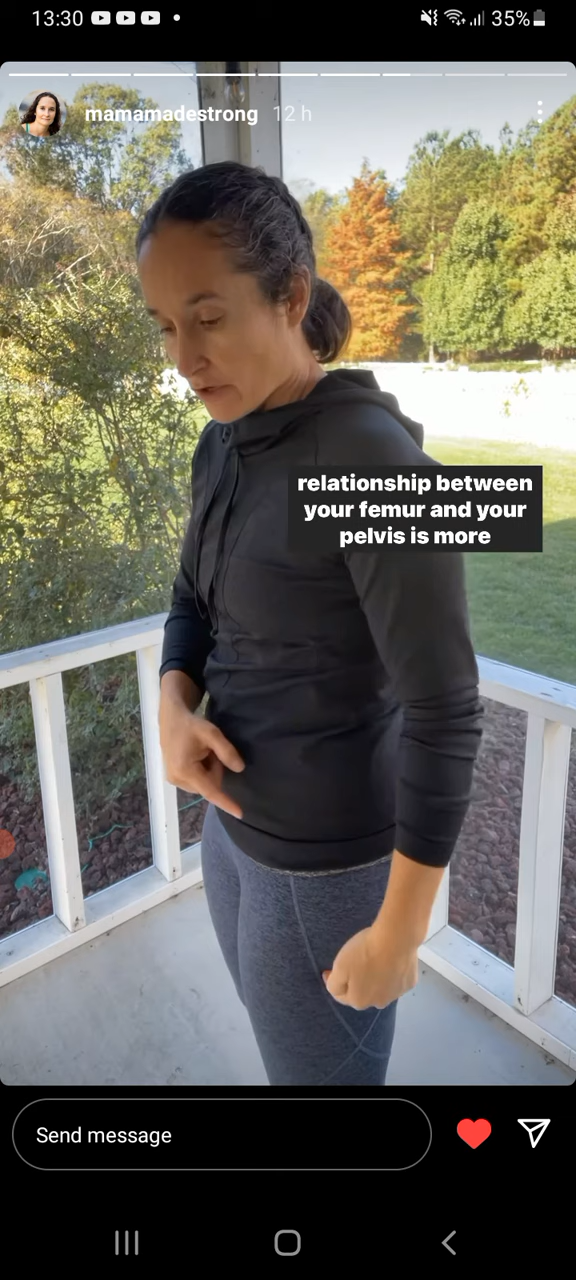 13:30 35%
mamamadestrong 12 h
relationship between
your femur and your
pelvis is more
Send message